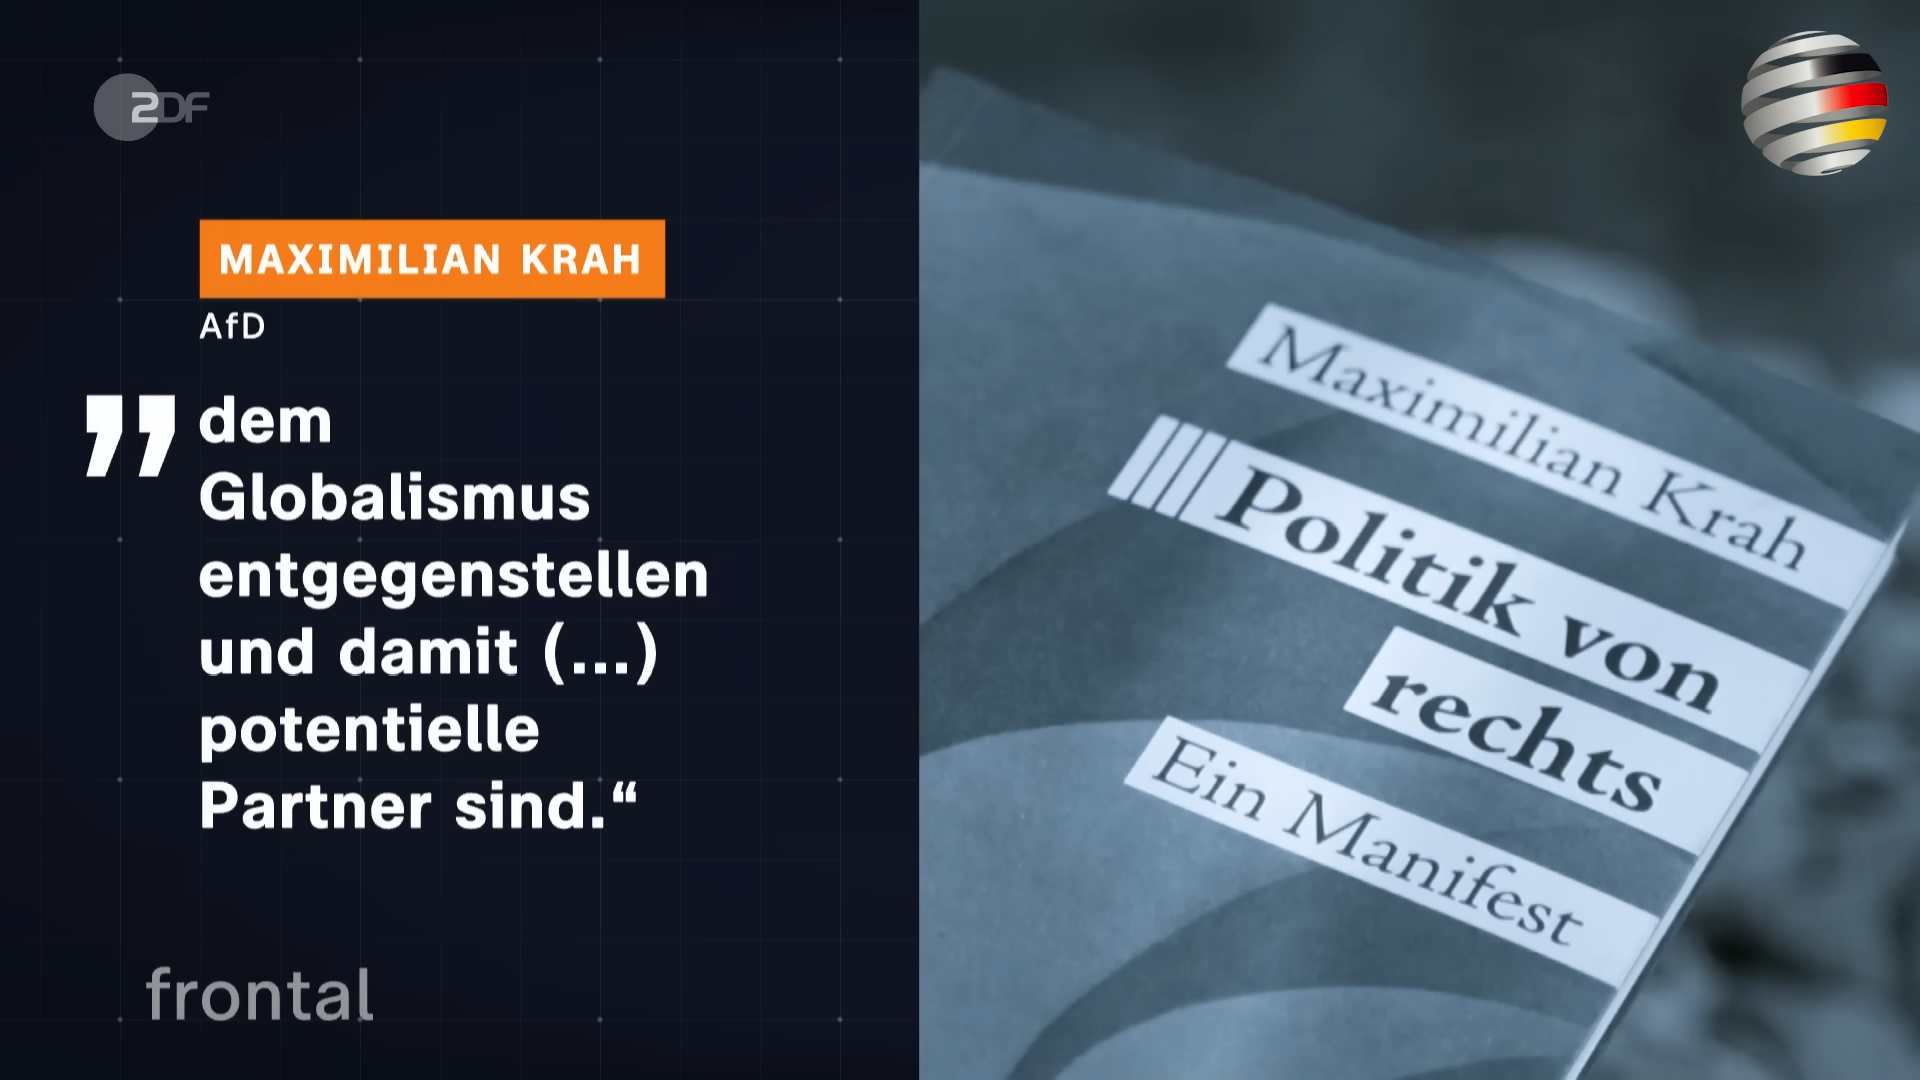 ZDF
MAXIMILIAN KRAH
AfD
”dem
Globalismus
entgegenstellen
und damit (...)
potentielle
Partner sind.“
frontal
Maximilian Krah
Politik von
rechts
Ein Manifest